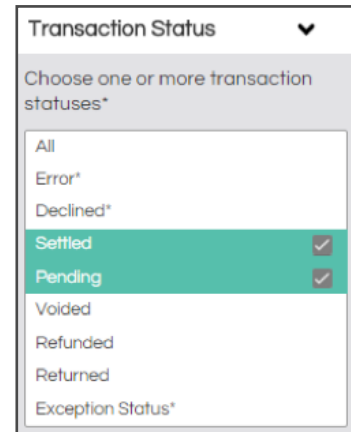 Transaction Status
Choose one or more transaction
statuses*
All
Error*
Declined*
Settled
Pending
Voided
Refunded
Returned
Exception Status*